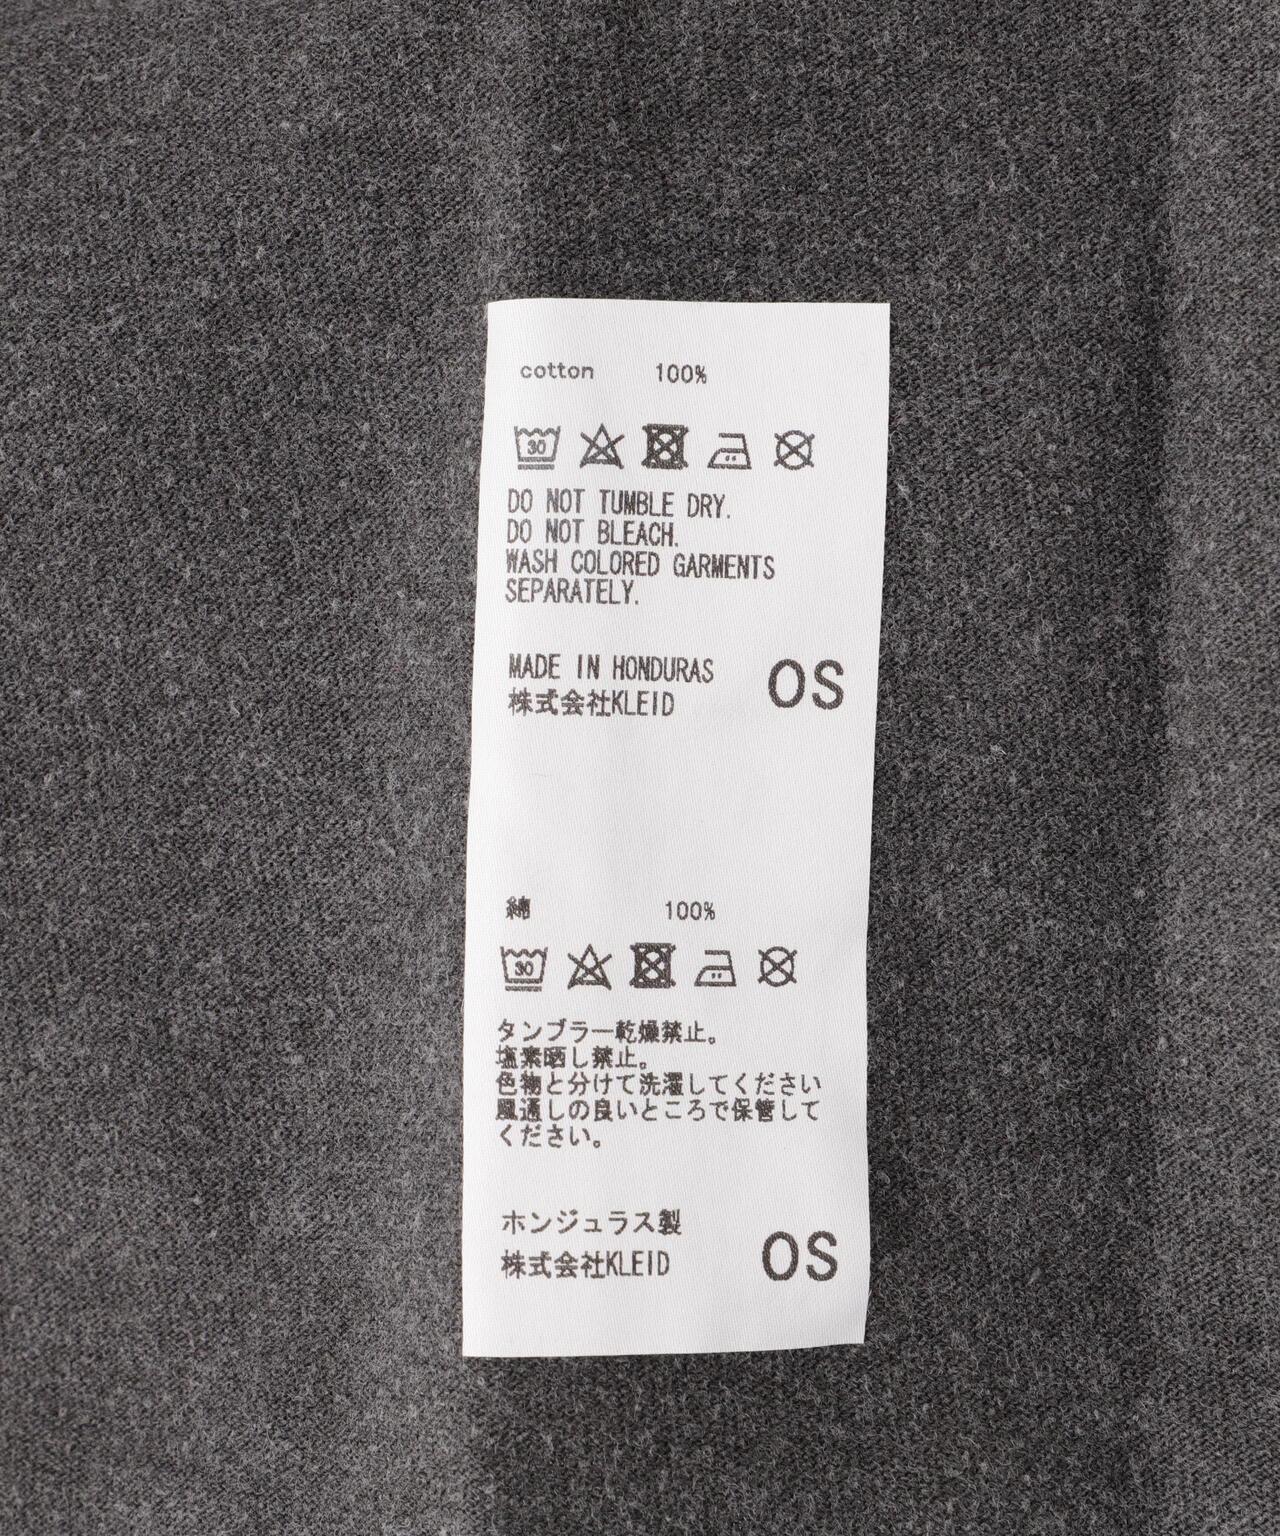 cotton 100%
30
DO NOT TUMBLE DRY.
DO NOT BLEACH.
WASH COLORED GARMENTS
SEPARATELY.
MADE IN HONDURAS
株式会社KLEID
OS
綿 100%
30
タンブラー乾燥禁止。
塩素晒し禁止。
色物と分けて洗濯してください
風通しの良いところで保管して
ください。
ホンジュラス製
株式会社KLEID
OS